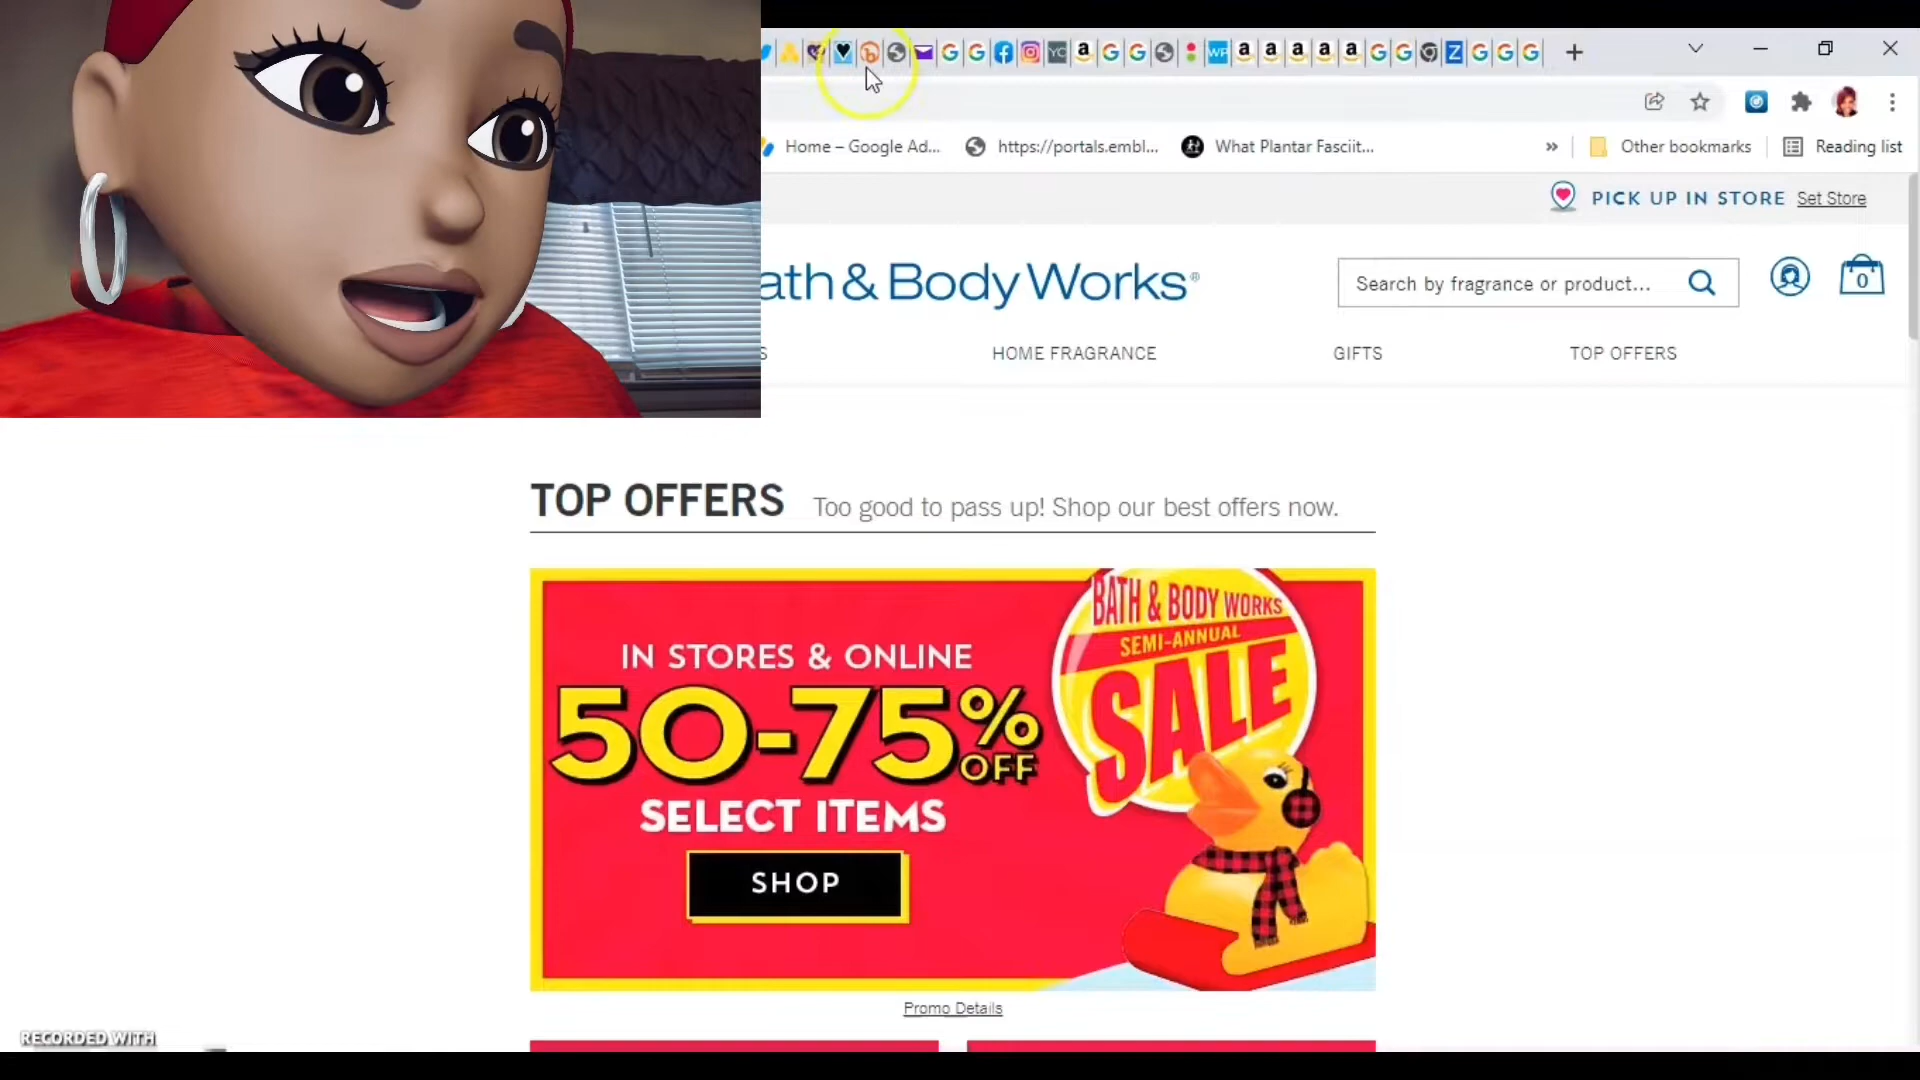 Home – Google Ad...
https://portals.embl...
What Plantar Fasciit...
»
Other bookmarks
Reading list
PICK UP IN STORE Set Store
ath & Body Works®
Search by fragrance or product...
0
S
HOME FRAGRANCE
GIFTS
TOP OFFERS
TOP OFFERS Too good to pass up! Shop our best offers now.
BATH & BODY WORKS
SEMI-ANNUAL
SALE
IN STORES & ONLINE
50-75%
OFF
SELECT ITEMS
SHOP
Promo Details
RECORDED WITH